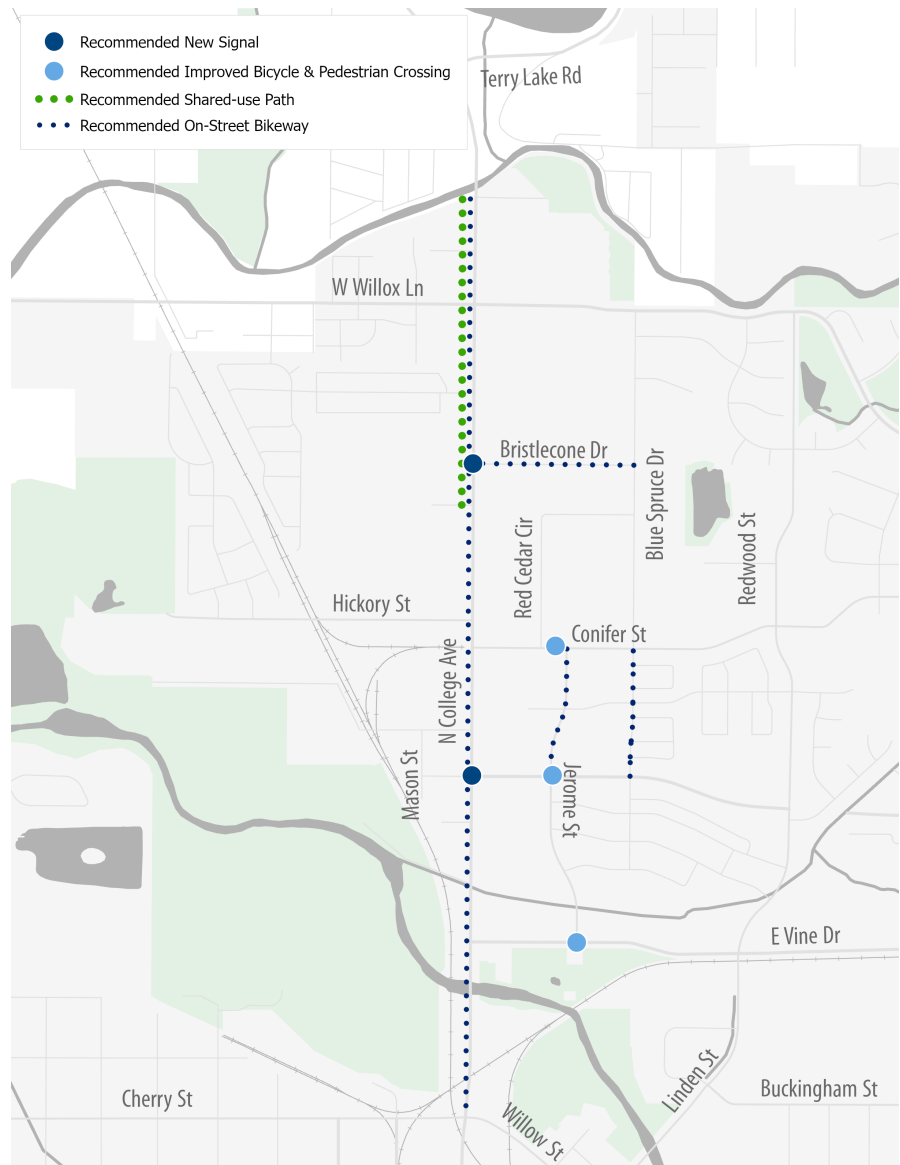 Recommended New Signal
Recommended Improved Bicycle & Pedestrian Crossing
Recommended Shared-use Path
Recommended On-Street Bikeway
Terry Lake Rd
W Willox Ln
Bristlecone Dr
Blue Spruce Dr
Red Cedar Cir
Redwood St
Hickory St
Conifer St
N College Ave
Mason St
Jerome St
E Vine Dr
Linden St
Buckingham St
Cherry St
Willow St